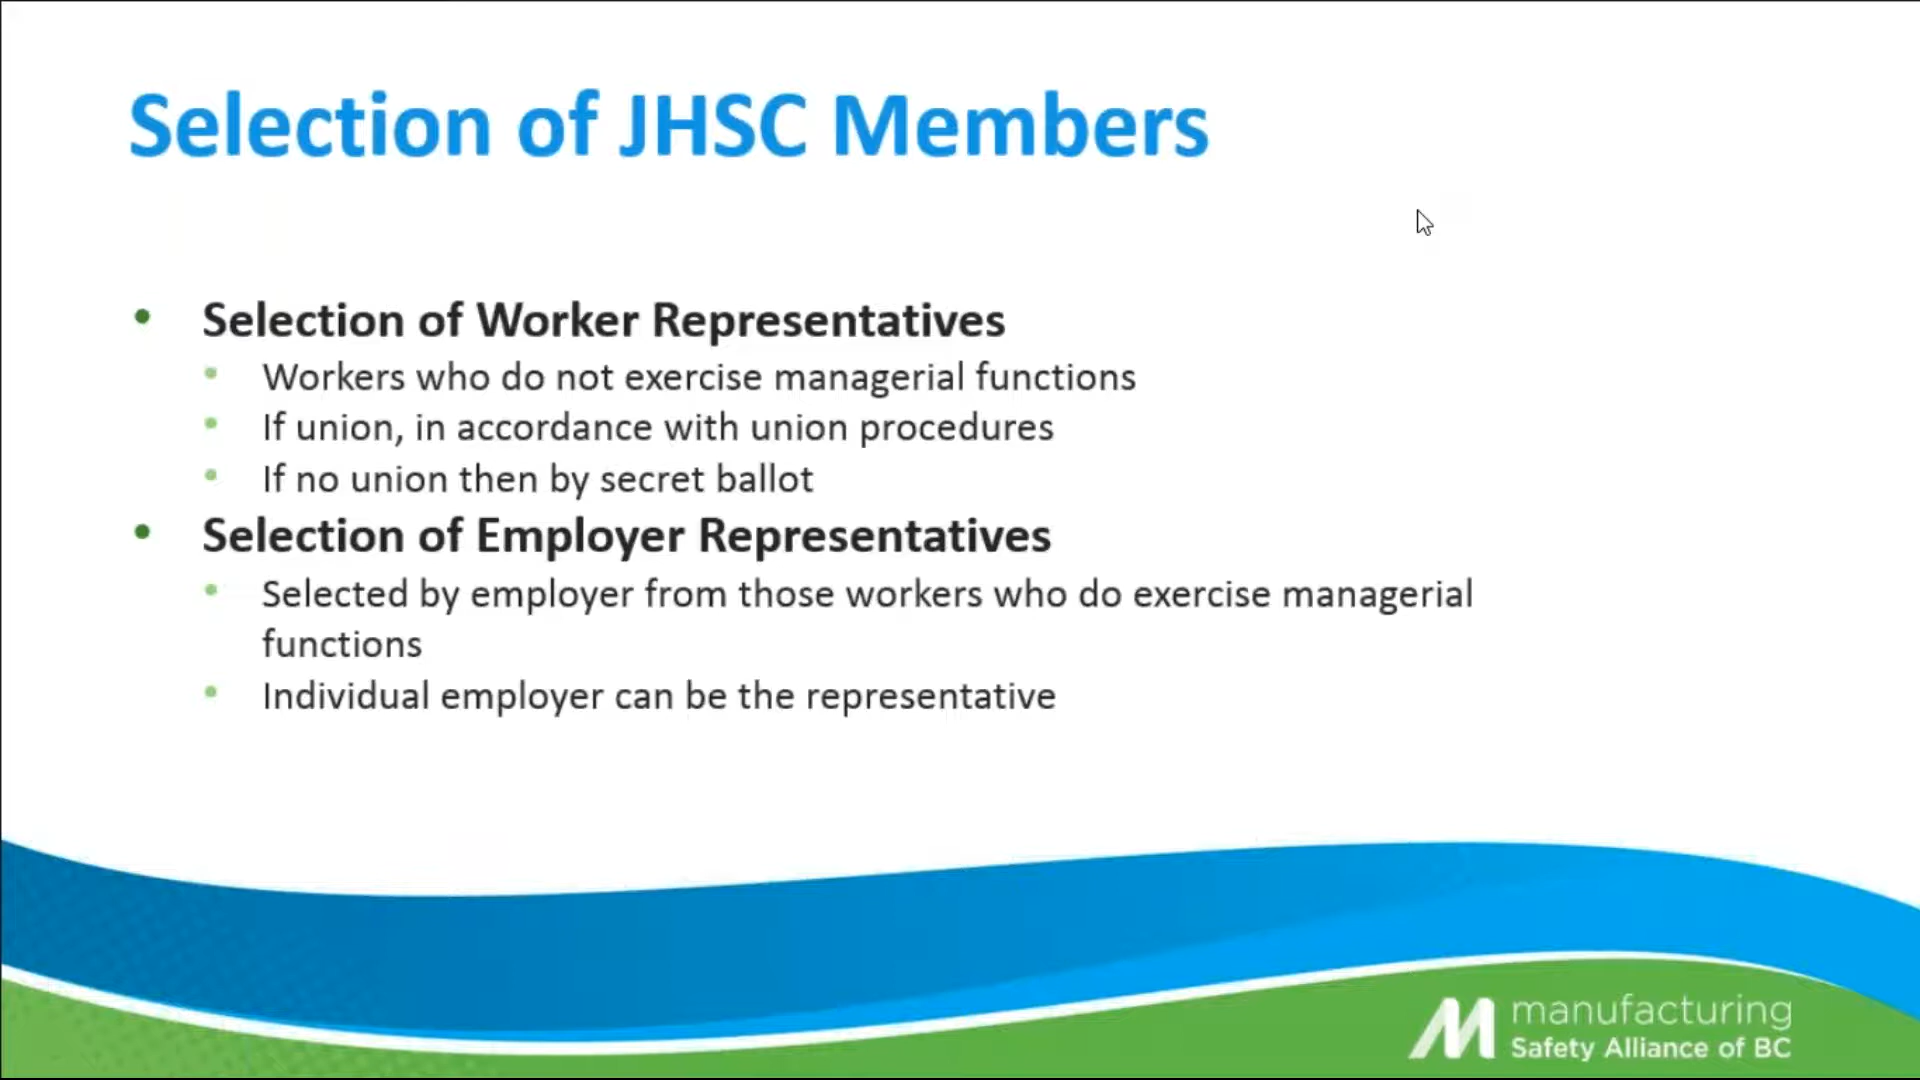 Selection of JHSC Members
• Selection of Worker Representatives
• Workers who do not exercise managerial functions
• If union, in accordance with union procedures
• If no union then by secret ballot
• Selection of Employer Representatives
• Selected by employer from those workers who do exercise managerial
functions
• Individual employer can be the representative
manufacturing
Safety Alliance of BC